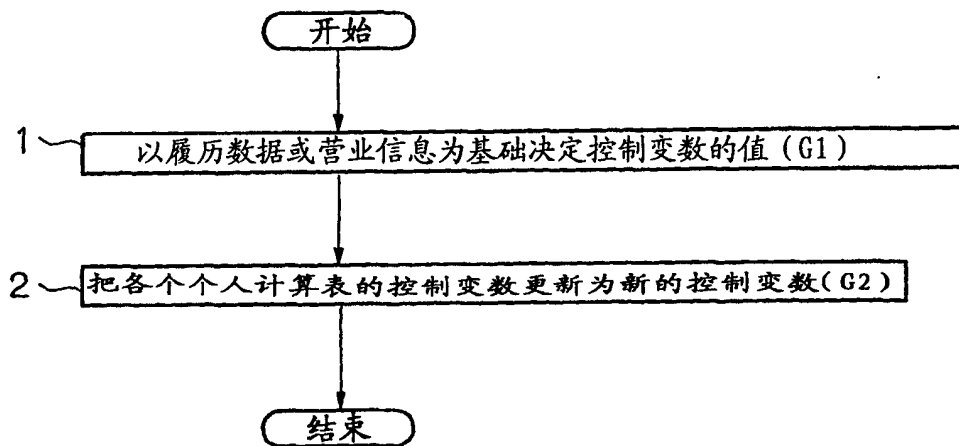 开始
1
以履历数据或营业信息为基础决定控制变数的值(G1)
2
把各个个人计算表的控制变数更新为新的控制变数(G2)
结束